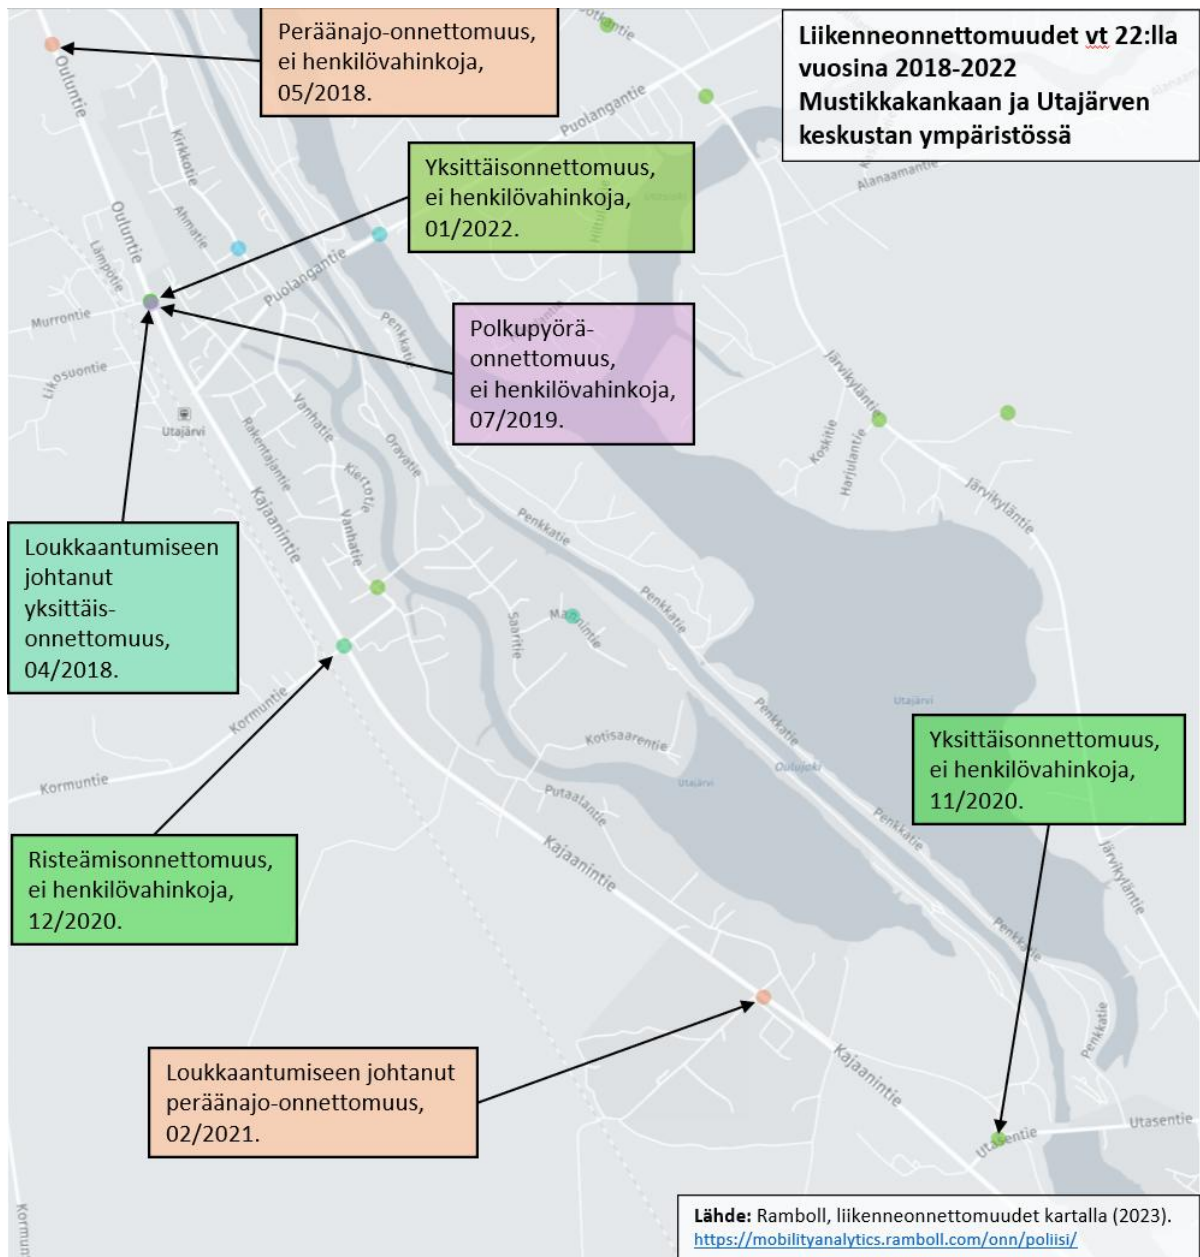 Peräänajo-onnettomuus,
ei henkilövahinkoja,
05/2018.
Liikenneonnettomuudet vt 22:lla
vuosina 2018-2022
Mustikkakankaan ja Utajärven
keskustan ympäristössä
Ouluntie
Kirkkotie
Puolangantie
Alanaamantie
Yksittäisonnettomuus,
ei henkilövahinkoja,
01/2022.
Ahmatie
Ouluntie
Lämpötie
Puolangantie
Murrontie
Likosuontie
Penkkatie
Polkupyörä-
onnettomuus,
ei henkilövahinkoja,
07/2019.
Järvikyläntie
Koskitie
Harjulantie
Järvikyläntie
Utajärvi
Rakentajantie
Vanhatie
Kiertotie
Oravatie
Vanhatie
Kajaanintie
Penkkatie
Loukkaantumiseen
johtanut
yksittäis-
onnettomuus,
04/2018.
Saaritie
Mannintie
Penkkatie
Kormuntie
Kotisaarentie
Penkkatie
Utajärvi
Oulujoki
Utajärvi
Yksittäisonnettomuus,
ei henkilövahinkoja,
11/2020.
Kormuntie
Putaalantie
Kajaanintie
Penkkatie
Järvikyläntie
Risteämisonnettomuus,
ei henkilövahinkoja,
12/2020.
Penkkatie
Penkkatie
Loukkaantumiseen johtanut
peräänajo-onnettomuus,
02/2021.
Kajaanintie
Utasentie
Utasentie
Lähde: Ramboll, liikenneonnettomuudet kartalla (2023).
https://mobilityanalytics.ramboll.com/onn/poliisi/